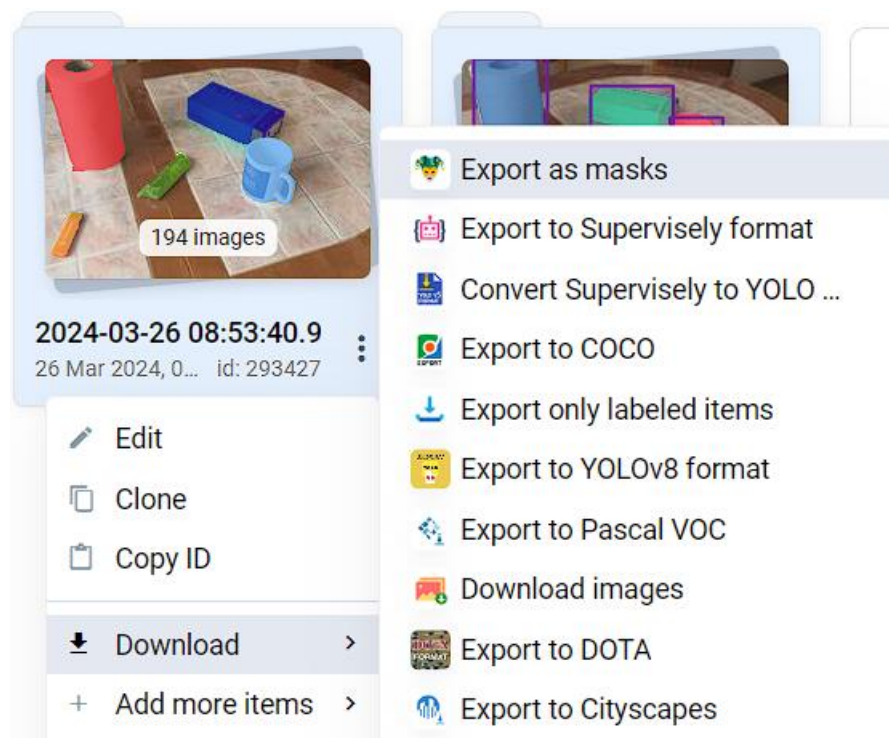 194 images
2024-03-26 08:53:40.9
26 Mar 2024, 0... id: 293427
Edit
Clone
Copy ID
Download
Add more items
Export as masks
Export to Supervisely format
Convert Supervisely to YOLO ...
Export to COCO
Export only labeled items
Export to YOLOv8 format
Export to Pascal VOC
Download images
Export to DOTA
Export to Cityscapes